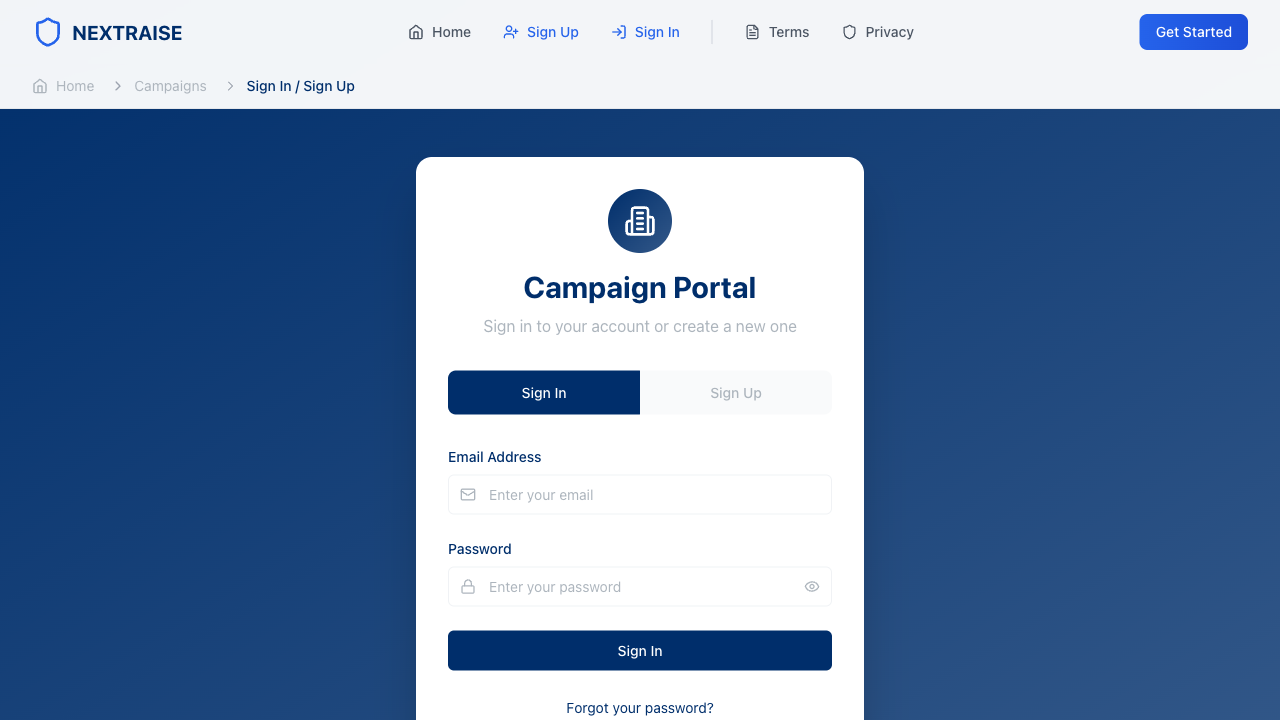 NEXTRAISE
Home
Sign Up
Sign In
Terms
Privacy
Get Started
Home
Campaigns
Sign In / Sign Up
Campaign Portal
Sign in to your account or create a new one
Sign In
Sign Up
Email Address
Enter your email
Password
Enter your password
Sign In
Forgot your password?